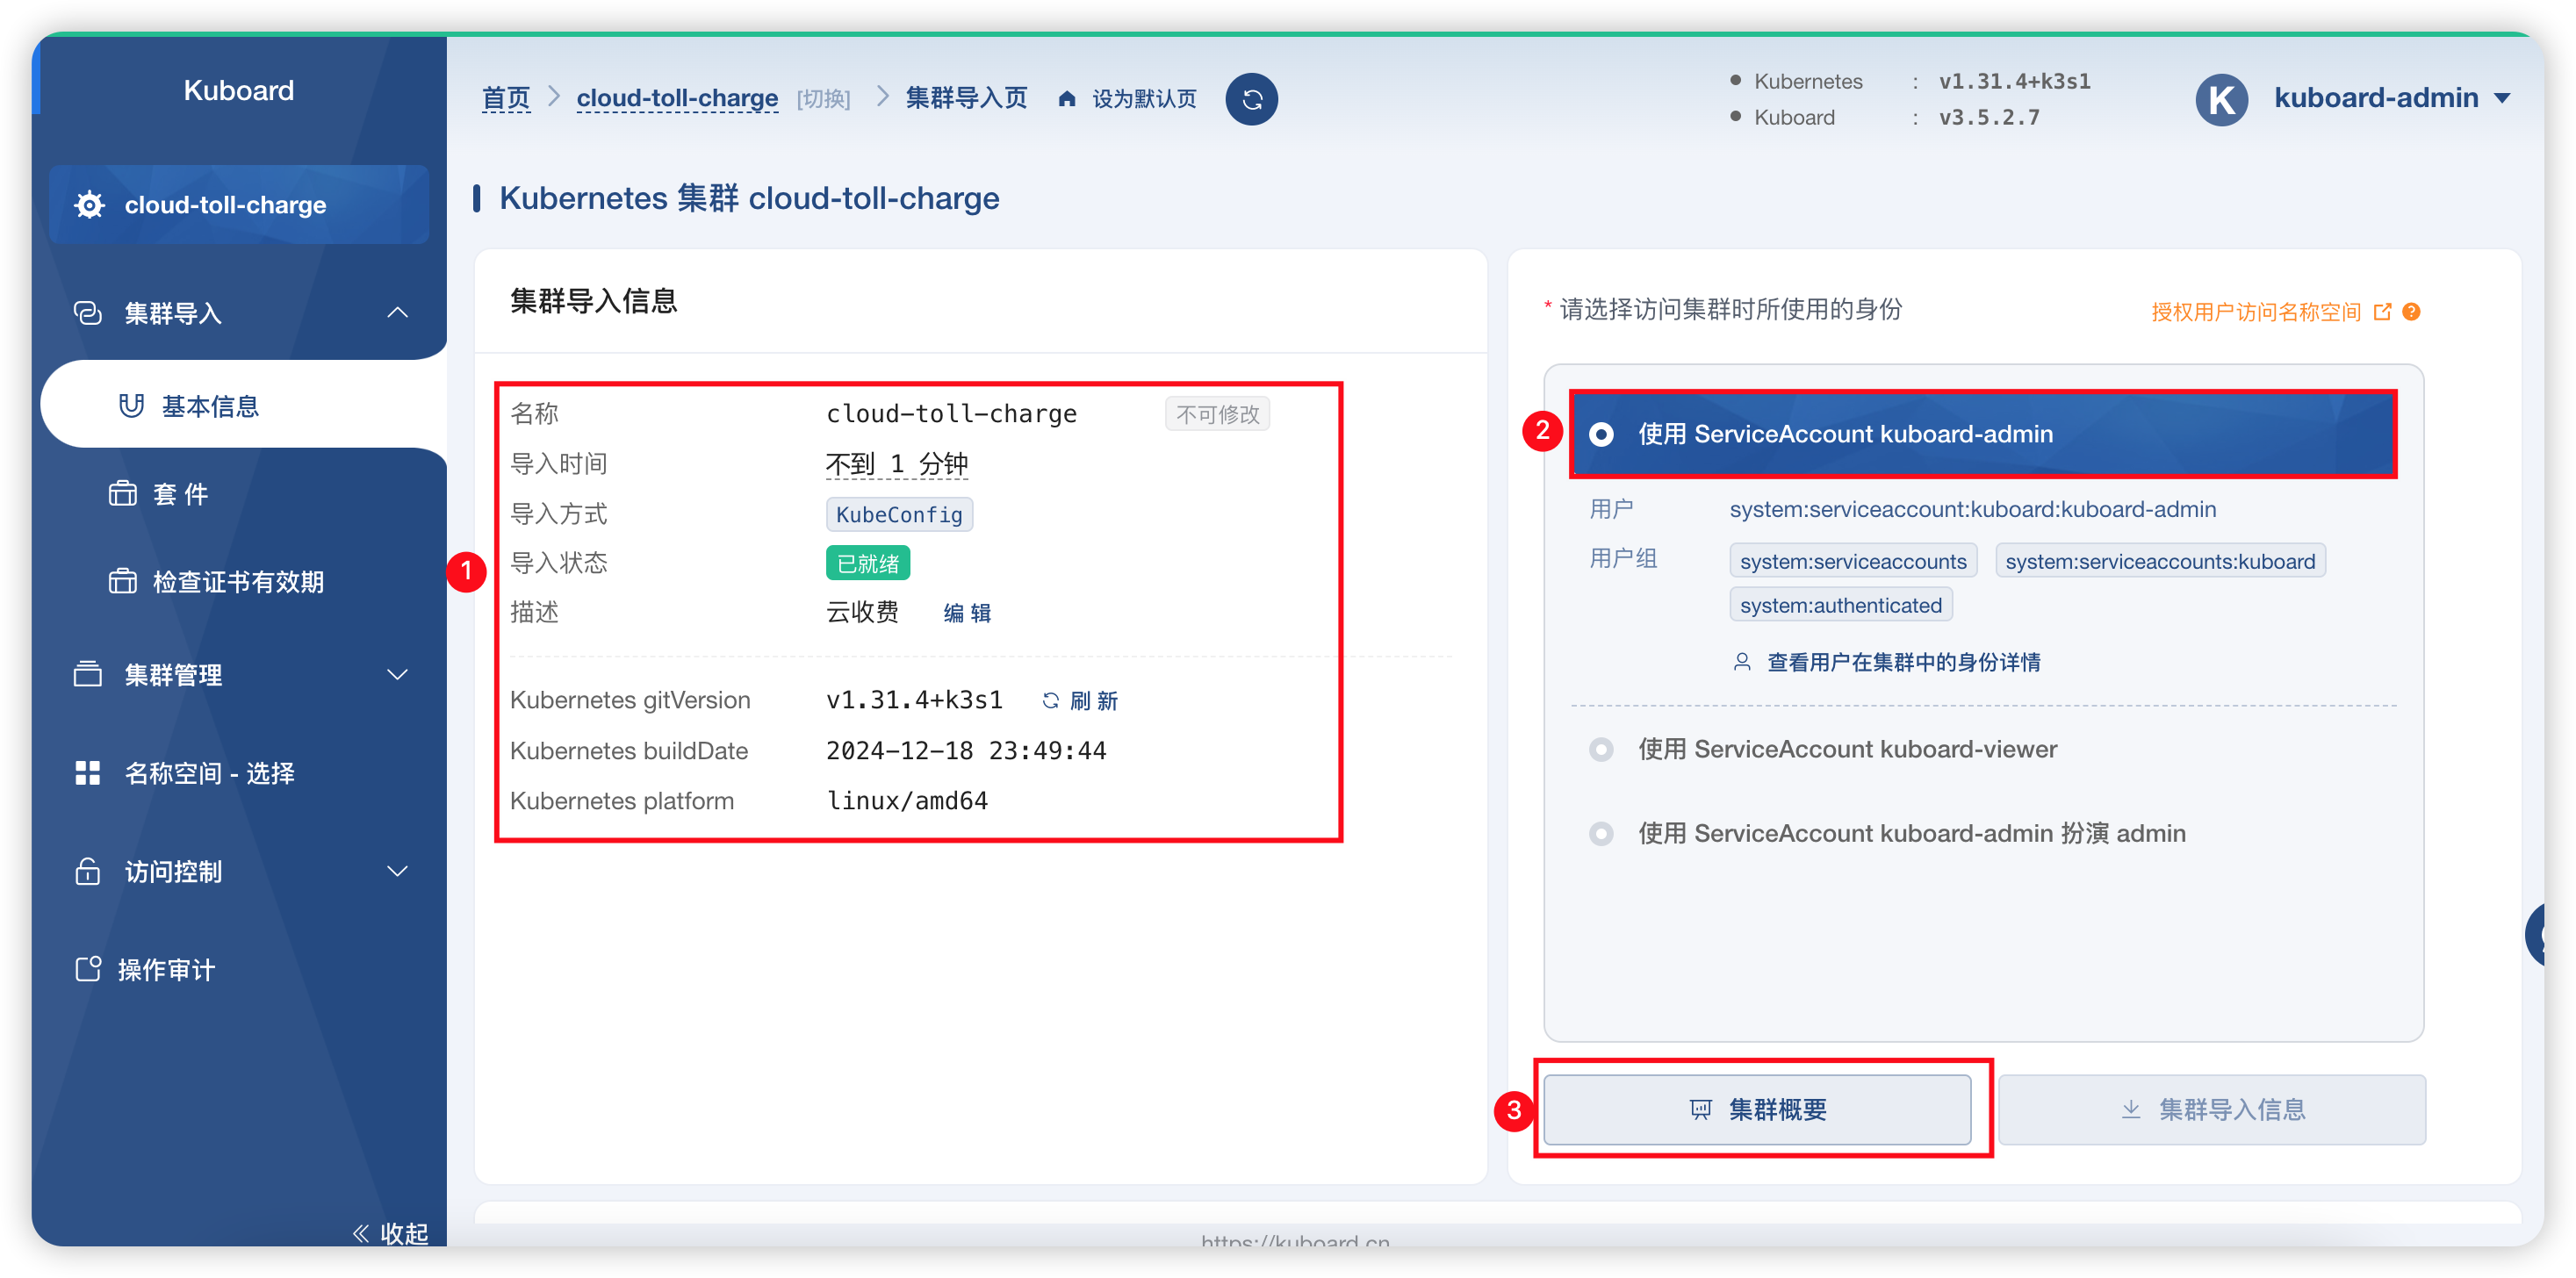 Kuboard
cloud-toll-charge
集群导入
基本信息
套 件
检查证书有效期
集群管理
名称空间 - 选择
访问控制
操作审计
收起
首页 > cloud-toll-charge [切换] > 集群导入页 设为默认页
Kubernetes : v1.31.4+k3s1
Kuboard : v3.5.2.7
K kuboard-admin
Kubernetes 集群 cloud-toll-charge
集群导入信息
1
名称 cloud-toll-charge 不可修改
导入时间 不到 1 分钟
导入方式 KubeConfig
导入状态 已就绪
描述 云收费 编 辑
Kubernetes gitVersion v1.31.4+k3s1 刷 新
Kubernetes buildDate 2024-12-18 23:49:44
Kubernetes platform linux/amd64
* 请选择访问集群时所使用的身份 授权用户访问名称空间 ?
2 使用 ServiceAccount kuboard-admin
用户 system:serviceaccount:kuboard:kuboard-admin
用户组 system:serviceaccounts system:serviceaccounts:kuboard
system:authenticated
查看用户在集群中的身份详情
使用 ServiceAccount kuboard-viewer
使用 ServiceAccount kuboard-admin 扮演 admin
3 集群概要 集群导入信息
https://kuboard.cn